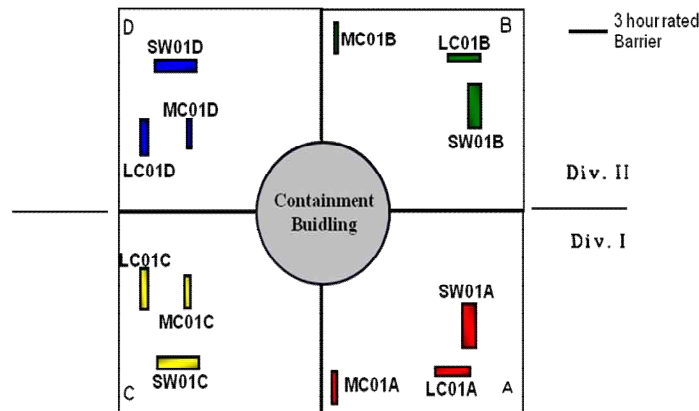 D
SW01D
MC01D
LC01D
MC01B
LC01B
B
SW01B
3 hour rated
Barrier
Containment
Buidling
Div. II
Div. I
LC01C
MC01C
SW01C
C
SW01A
MC01A
LC01A
A